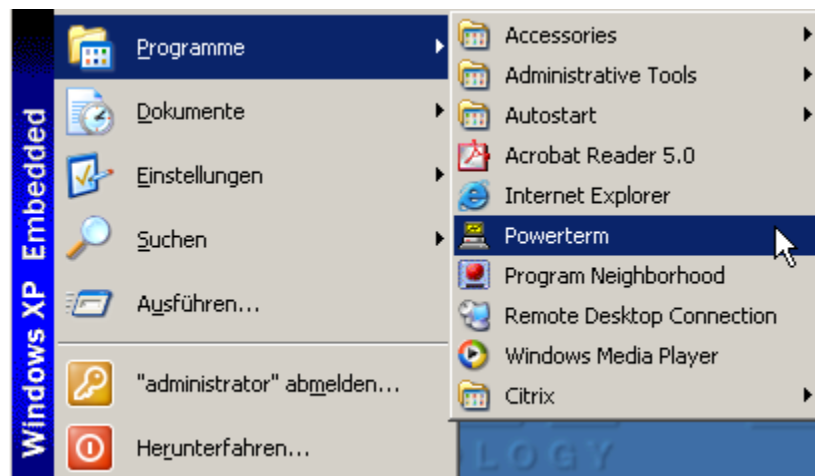 Windows XP Embedded
Programme
Dokumente
Einstellungen
Suchen
Ausführen...
"administrator" abmelden...
Herunterfahren...
Accessories
Administrative Tools
Autostart
Acrobat Reader 5.0
Internet Explorer
Powerterm
Program Neighborhood
Remote Desktop Connection
Windows Media Player
Citrix
LOGY